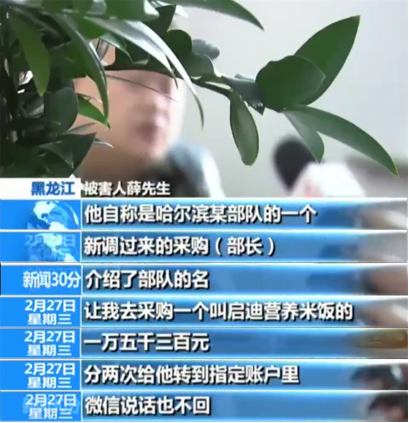 黑龙江 被害人薛先生
他自称是哈尔滨某部队的一个
新调过来的采购（部长）
新闻30分 介绍了部队的名
2月27日 星期三 让我去采购一个叫启迪营养米饭的
2月27日 星期三 一万五千三百元
2月27日 星期三 分两次给他转到指定账户里
2月27日 星期三 微信说话也不回